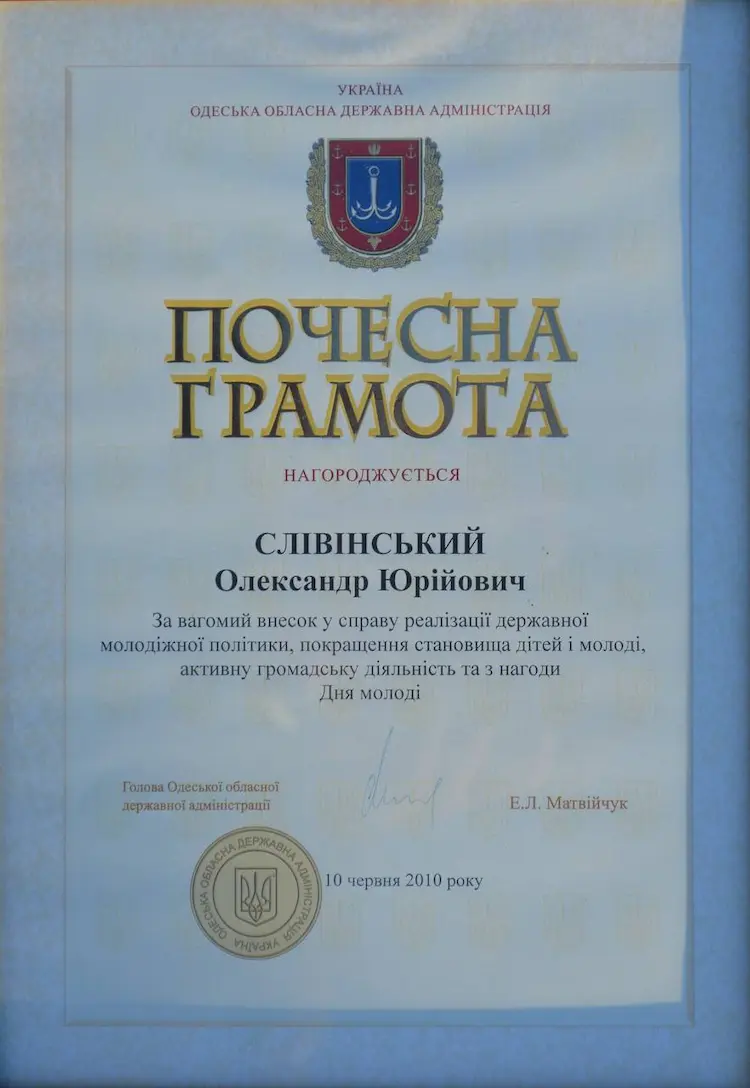 УКРАЇНА
ОДЕСЬКА ОБЛАСНА ДЕРЖАВНА АДМІНІСТРАЦІЯ
ПОЧЕСНА
ГРАМОТА
НАГОРОДЖУЄТЬСЯ
СЛІВІНСЬКИЙ
Олександр Юрійович
За вагомий внесок у справу реалізації державної
молодіжної політики, покращення становища дітей і молоді,
активну громадську діяльність та з нагоди
Дня молоді
Голова Одеської обласної
державної адміністрації
Е.Л. Матвійчук
10 червня 2010 року
ОДЕСЬКА ОБЛАСНА ДЕРЖАВНА АДМІНІСТРАЦІЯ УКРАЇНА